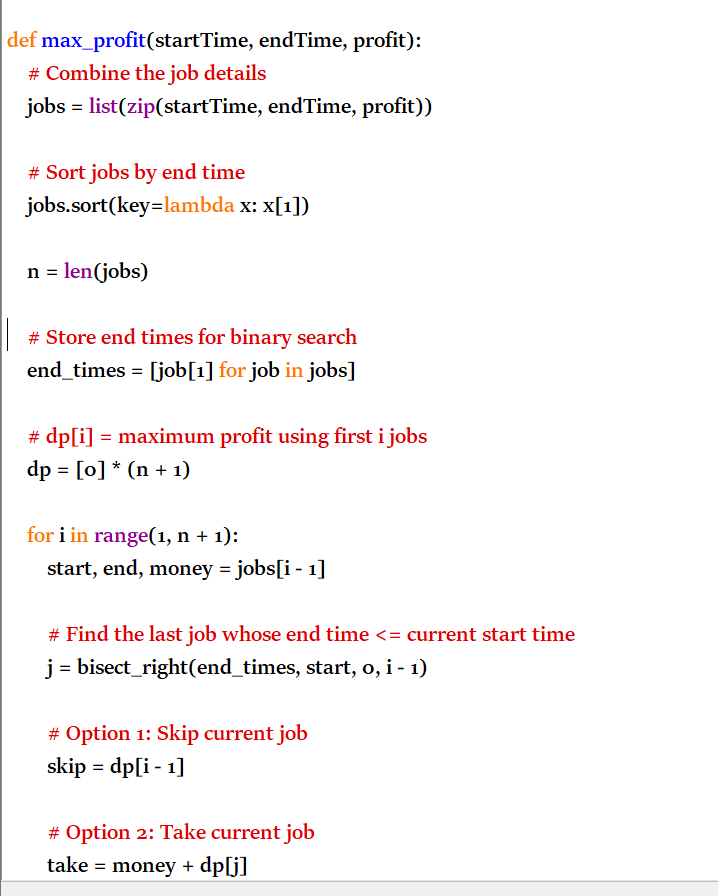 def max_profit(startTime, endTime, profit):
# Combine the job details
jobs = list(zip(startTime, endTime, profit))
# Sort jobs by end time
jobs.sort(key=lambda x: x[1])
n = len(jobs)
# Store end times for binary search
end_times = [job[1] for job in jobs]
# dp[i] = maximum profit using first i jobs
dp = [0] * (n + 1)
for i in range(1, n + 1):
start, end, money = jobs[i - 1]
# Find the last job whose end time <= current start time
j = bisect_right(end_times, start, 0, i - 1)
# Option 1: Skip current job
skip = dp[i - 1]
# Option 2: Take current job
take = money + dp[j]